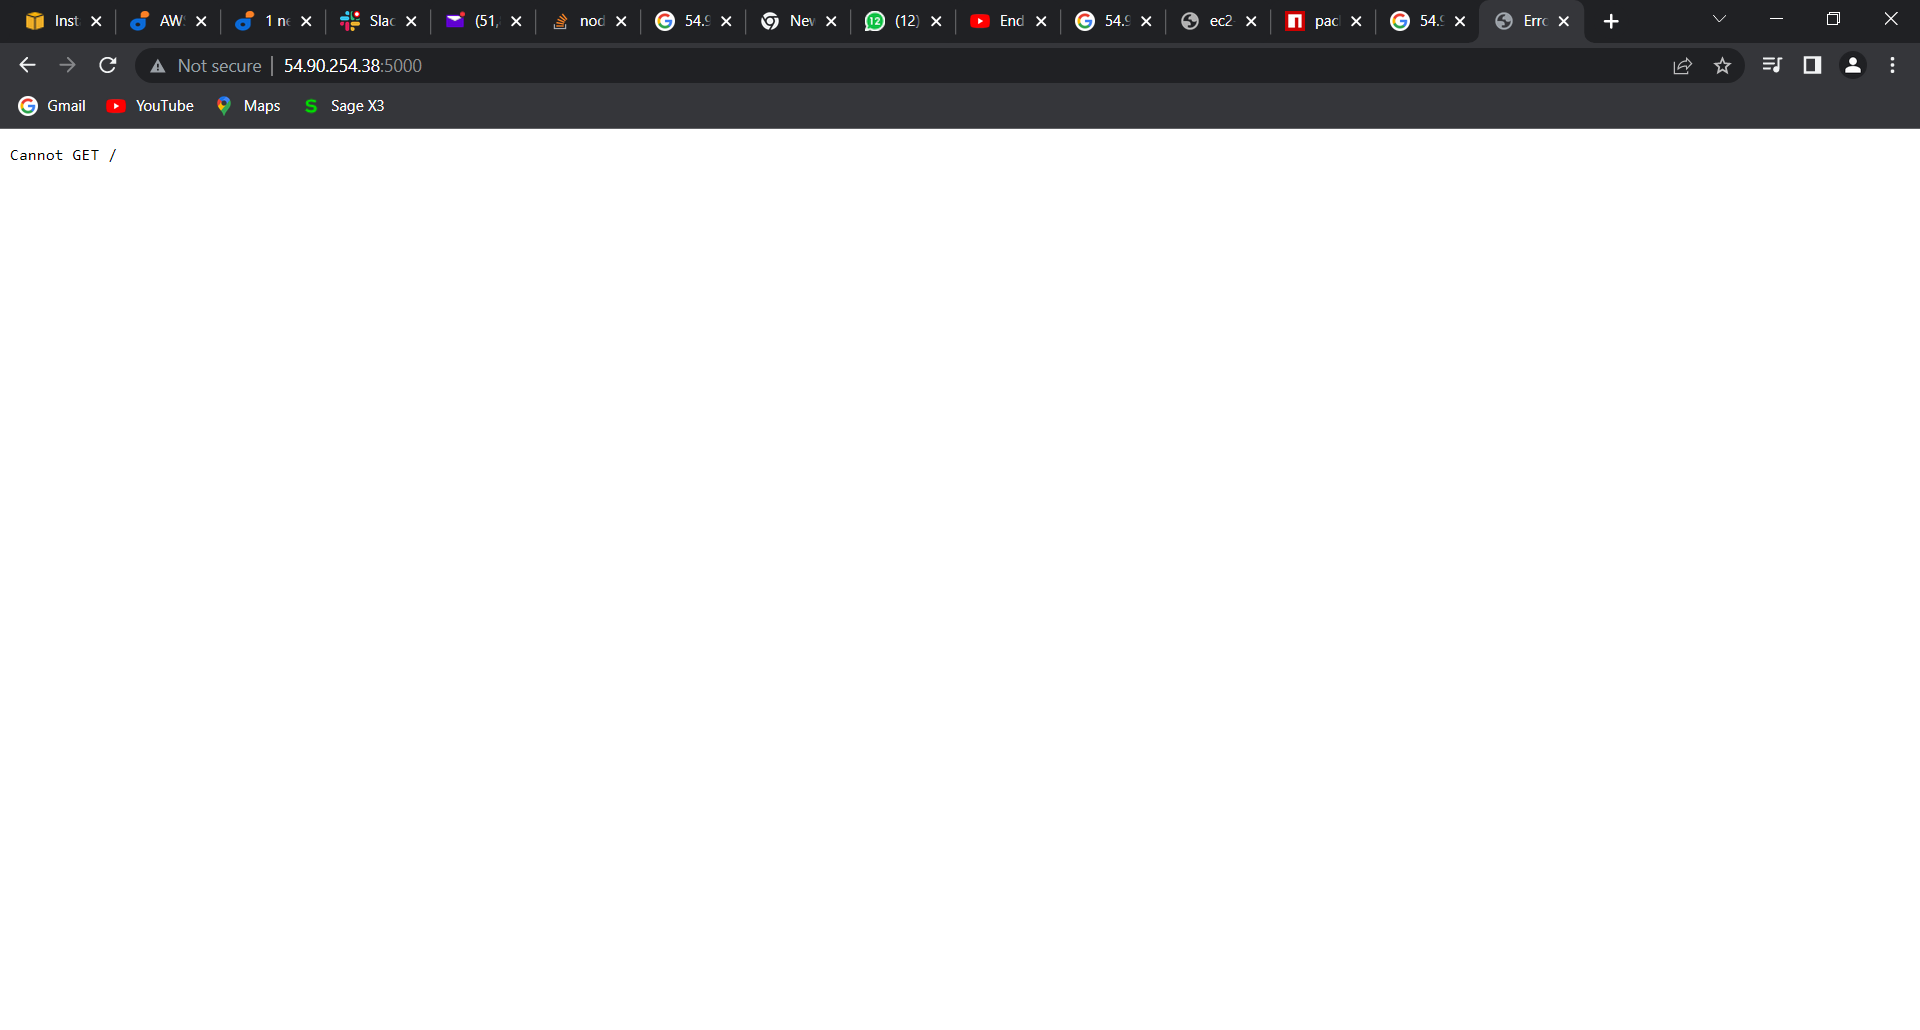 Inst AW 1 ne Slac (51, nod 54.9 New (12) End 54.9 ec2 pac 54.9 Erro
Not secure 54.90.254.38:5000
Gmail YouTube Maps Sage X3
Cannot GET /